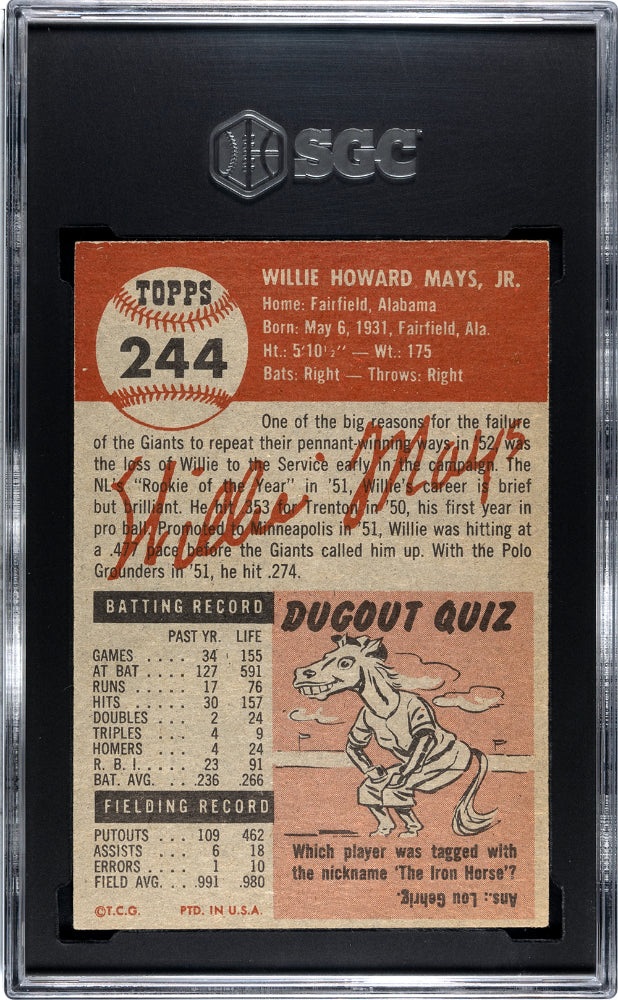 SGC
TOPPS
244
WILLIE HOWARD MAYS, JR.
Home: Fairfield, Alabama
Born: May 6, 1931, Fairfield, Ala.
Ht.: 5'10½" — Wt.: 175
Bats: Right — Throws: Right
One of the big reasons for the failure
of the Giants to repeat their pennant-winning ways in '52 was
the loss of Willie to the Service early in the campaign. The
NL's "Rookie of the Year" in '51, Willie's career is brief
but brilliant. He hit .353 for Trenton in '50, his first year in
pro ball. Promoted to Minneapolis in '51, Willie was hitting at
a .477 pace before the Giants called him up. With the Polo
Grounders in '51, he hit .274.
Willie Mays
BATTING RECORD
PAST YR. LIFE
GAMES .... 34 155
AT BAT .... 127 591
RUNS .... 17 76
HITS .... 30 157
DOUBLES .. 2 24
TRIPLES .. 4 9
HOMERS .. 4 24
R. B. I. .... 23 91
BAT. AVG. .. .236 .266
FIELDING RECORD
PUTOUTS ... 109 462
ASSISTS ... 6 18
ERRORS .... 1 10
FIELD AVG. .. .991 .980
©T.C.G. PTD. IN U.S.A.
DUGOUT QUIZ
Which player was tagged with
the nickname 'The Iron Horse'?
Ans.: Lou Gehrig.